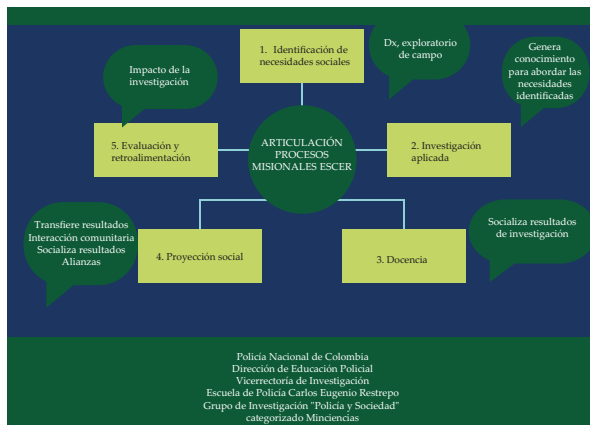 1. Identificación de
necesidades sociales
Dx, exploratorio
de campo
Genera
conocimiento
para abordar las
necesidades
identificadas
Impacto de la
investigación
5. Evaluación y
retroalimentación
ARTICULACIÓN
PROCESOS
MISIONALES ESCER
2. Investigación
aplicada
Transfiere resultados
Interacción comunitaria
Socializa resultados
Alianzas
4. Proyección social
3. Docencia
Socializa resultados
de investigación
Policía Nacional de Colombia
Dirección de Educación Policial
Vicerrectoría de Investigación
Escuela de Policía Carlos Eugenio Restrepo
Grupo de Investigación "Policía y Sociedad"
categorizado Minciencias